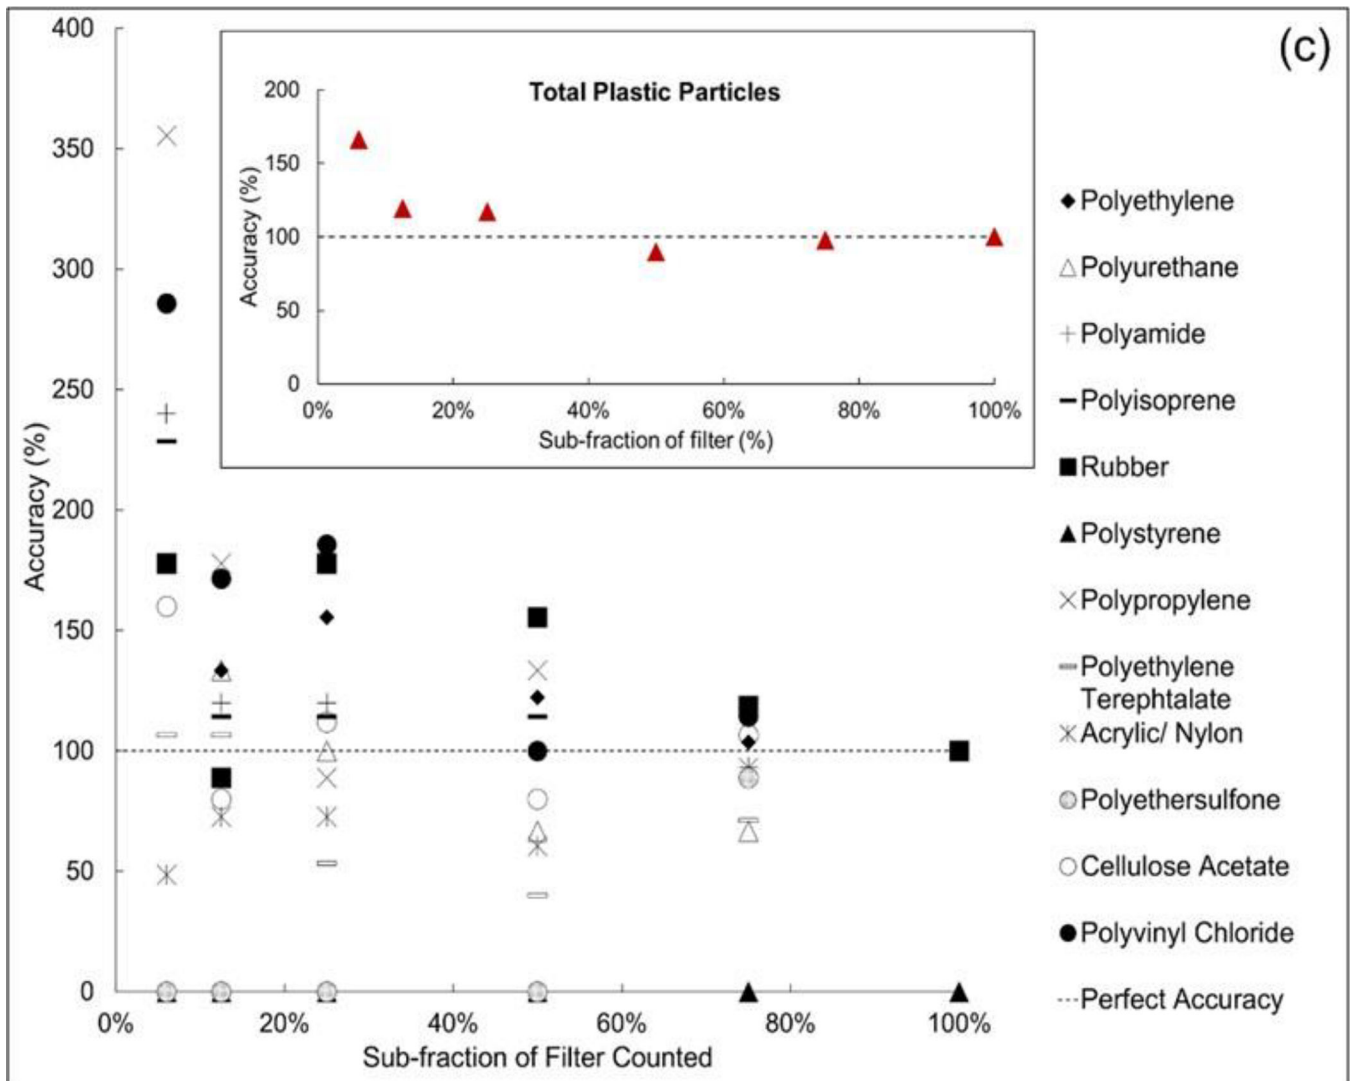 (c)
Total Plastic Particles
200
150
100
50
0
Accuracy (%)
0% 20% 40% 60% 80% 100%
Sub-fraction of filter (%)
400
350
300
250
200
150
100
50
0
Accuracy (%)
0% 20% 40% 60% 80% 100%
Sub-fraction of Filter Counted
Polyethylene
Polyurethane
Polyamide
Polyisoprene
Rubber
Polystyrene
Polypropylene
Polyethylene
Terephtalate
Acrylic/ Nylon
Polyethersulfone
Cellulose Acetate
Polyvinyl Chloride
Perfect Accuracy